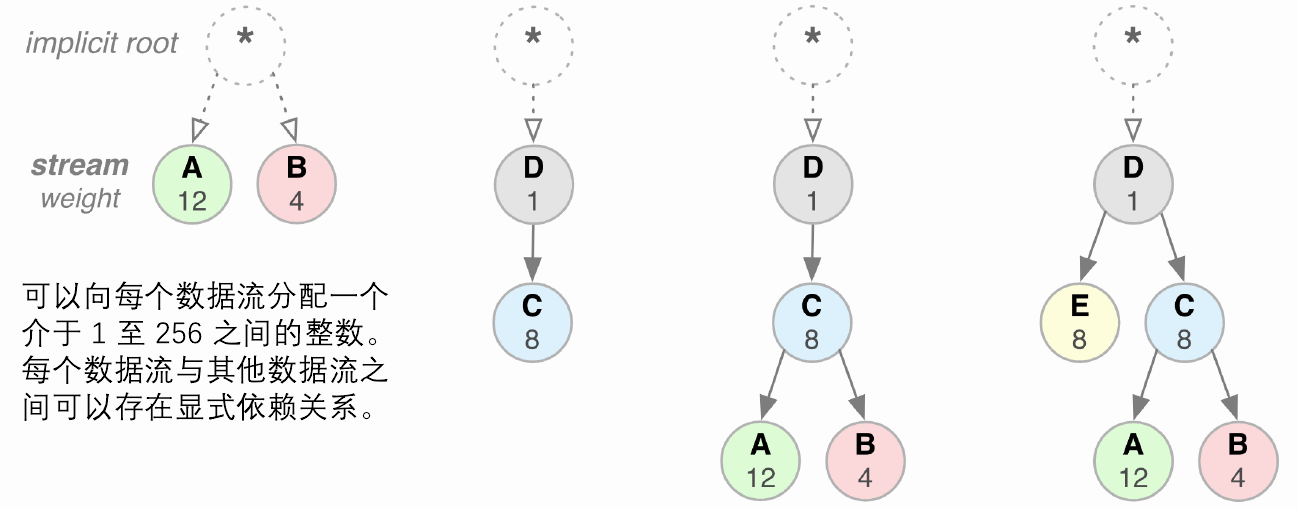 implicit root
*
*
*
*
stream
weight
A
12
B
4
D
1
D
1
D
1
可以向每个数据流分配一个
介于 1 至 256 之间的整数。
每个数据流与其他数据流之
间可以存在显式依赖关系。
C
8
C
8
E
8
C
8
A
12
B
4
A
12
B
4